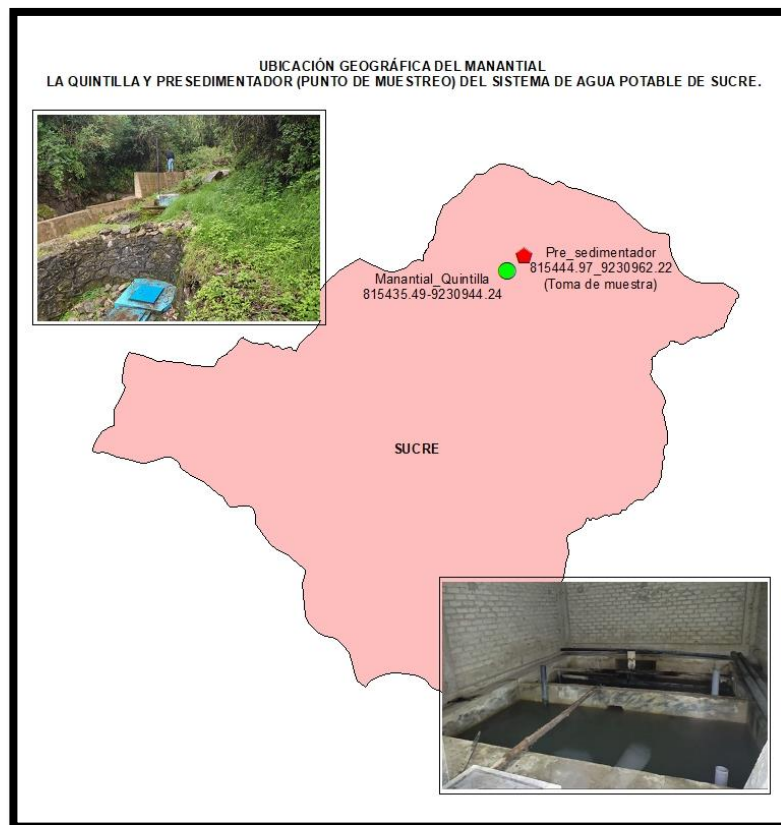 UBICACIÓN GEOGRÁFICA DEL MANANTIAL
LA QUINTILLA Y PRESEDIMENTADOR (PUNTO DE MUESTREO) DEL SISTEMA DE AGUA POTABLE DE SUCRE.
Pre_sedimentador
815444.97_9230962.22
(Toma de muestra)
Manantial_Quintilla
815435.49-9230944.24
SUCRE